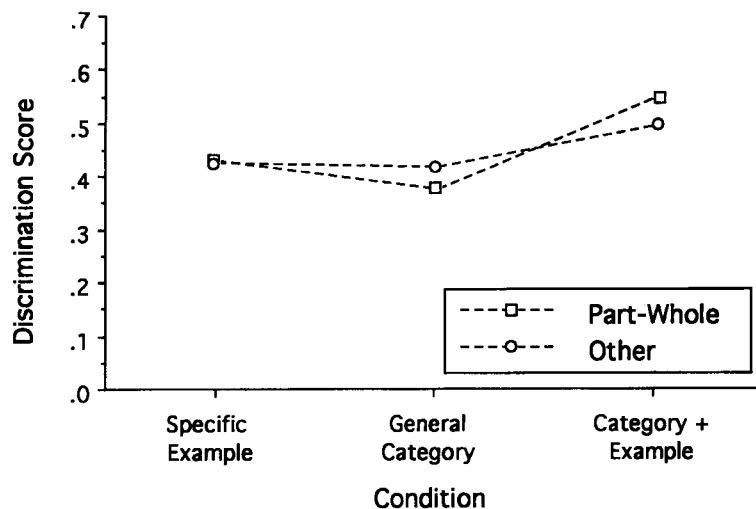 .7
.6
.5
.4
.3
.2
.1
.0
Discrimination Score
Part-Whole
Other
Specific
Example
General
Category
Category +
Example
Condition